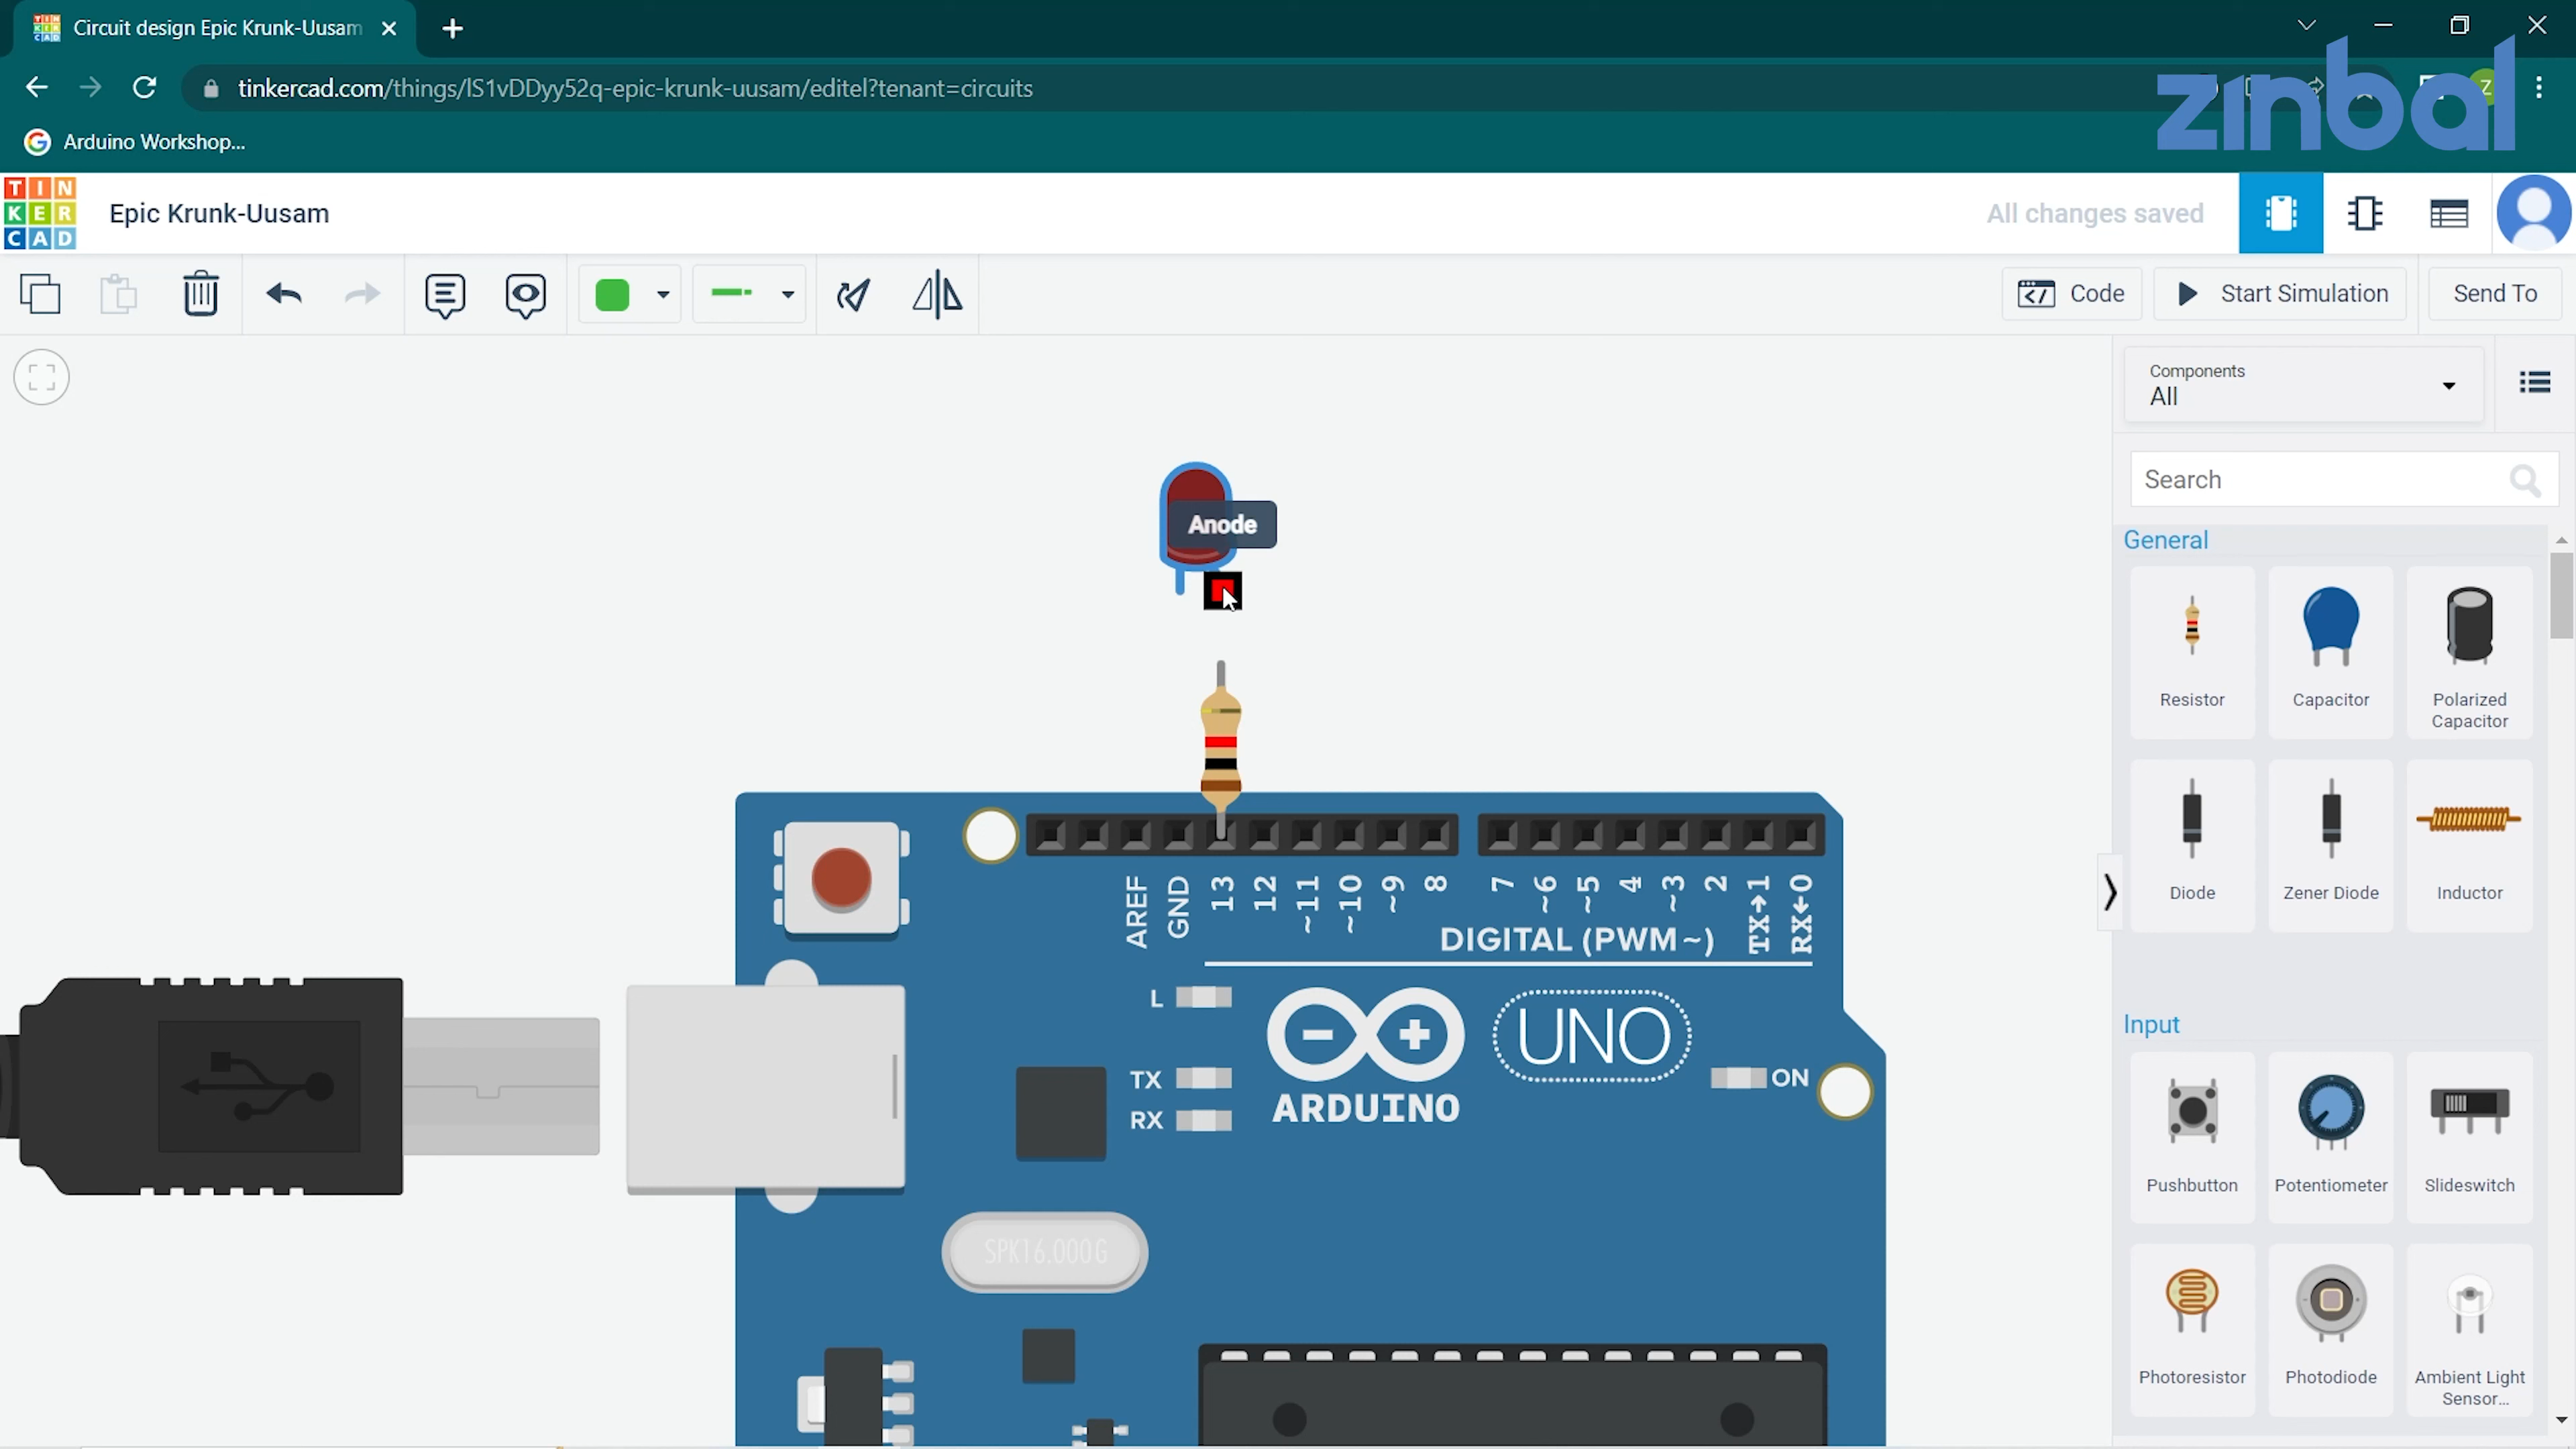 Circuit design Epic Krunk-Uusam
tinkercad.com/things/lS1vDDyy52q-epic-krunk-uusam/editel?tenant=circuits
Z
zinbal
Arduino Workshop...
TIN
KER
CAD
Epic Krunk-Uusam
All changes saved
Code
Start Simulation
Send To
Components
All
Search
General
Resistor
Capacitor
Polarized
Capacitor
Diode
Zener Diode
Inductor
Input
Pushbutton
Potentiometer
Slideswitch
Photoresistor
Photodiode
Ambient Light
Sensor...
Anode
AREF
GND
13
12
~11
~10
~9
8
7
~6
~5
4
~3
2
TX→1
RX←0
DIGITAL (PWM ~)
L
TX
RX
UNO
ON
ARDUINO
SPK16.000G